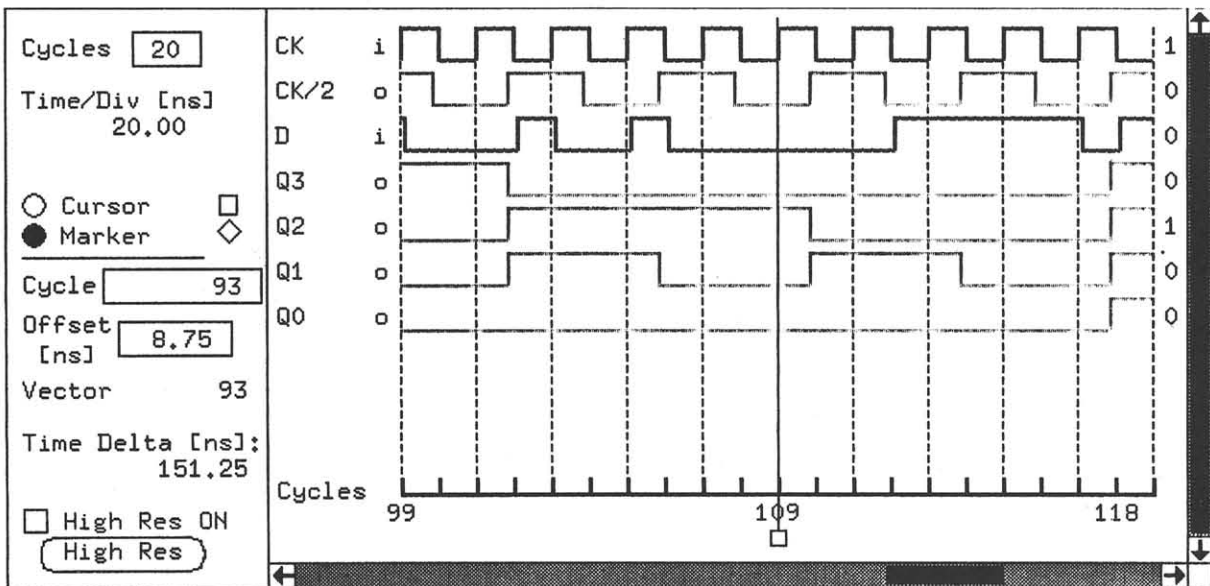 Cycles 20
Time/Div [ns]
20.00
Cursor
Marker
Cycle 93
Offset
[ns] 8.75
Vector 93
Time Delta [ns]:
151.25
High Res ON
High Res
CK i 1
CK/2 o 0
D i 0
Q3 o 0
Q2 o 1
Q1 o 0
Q0 o 0
Cycles
99 109 118